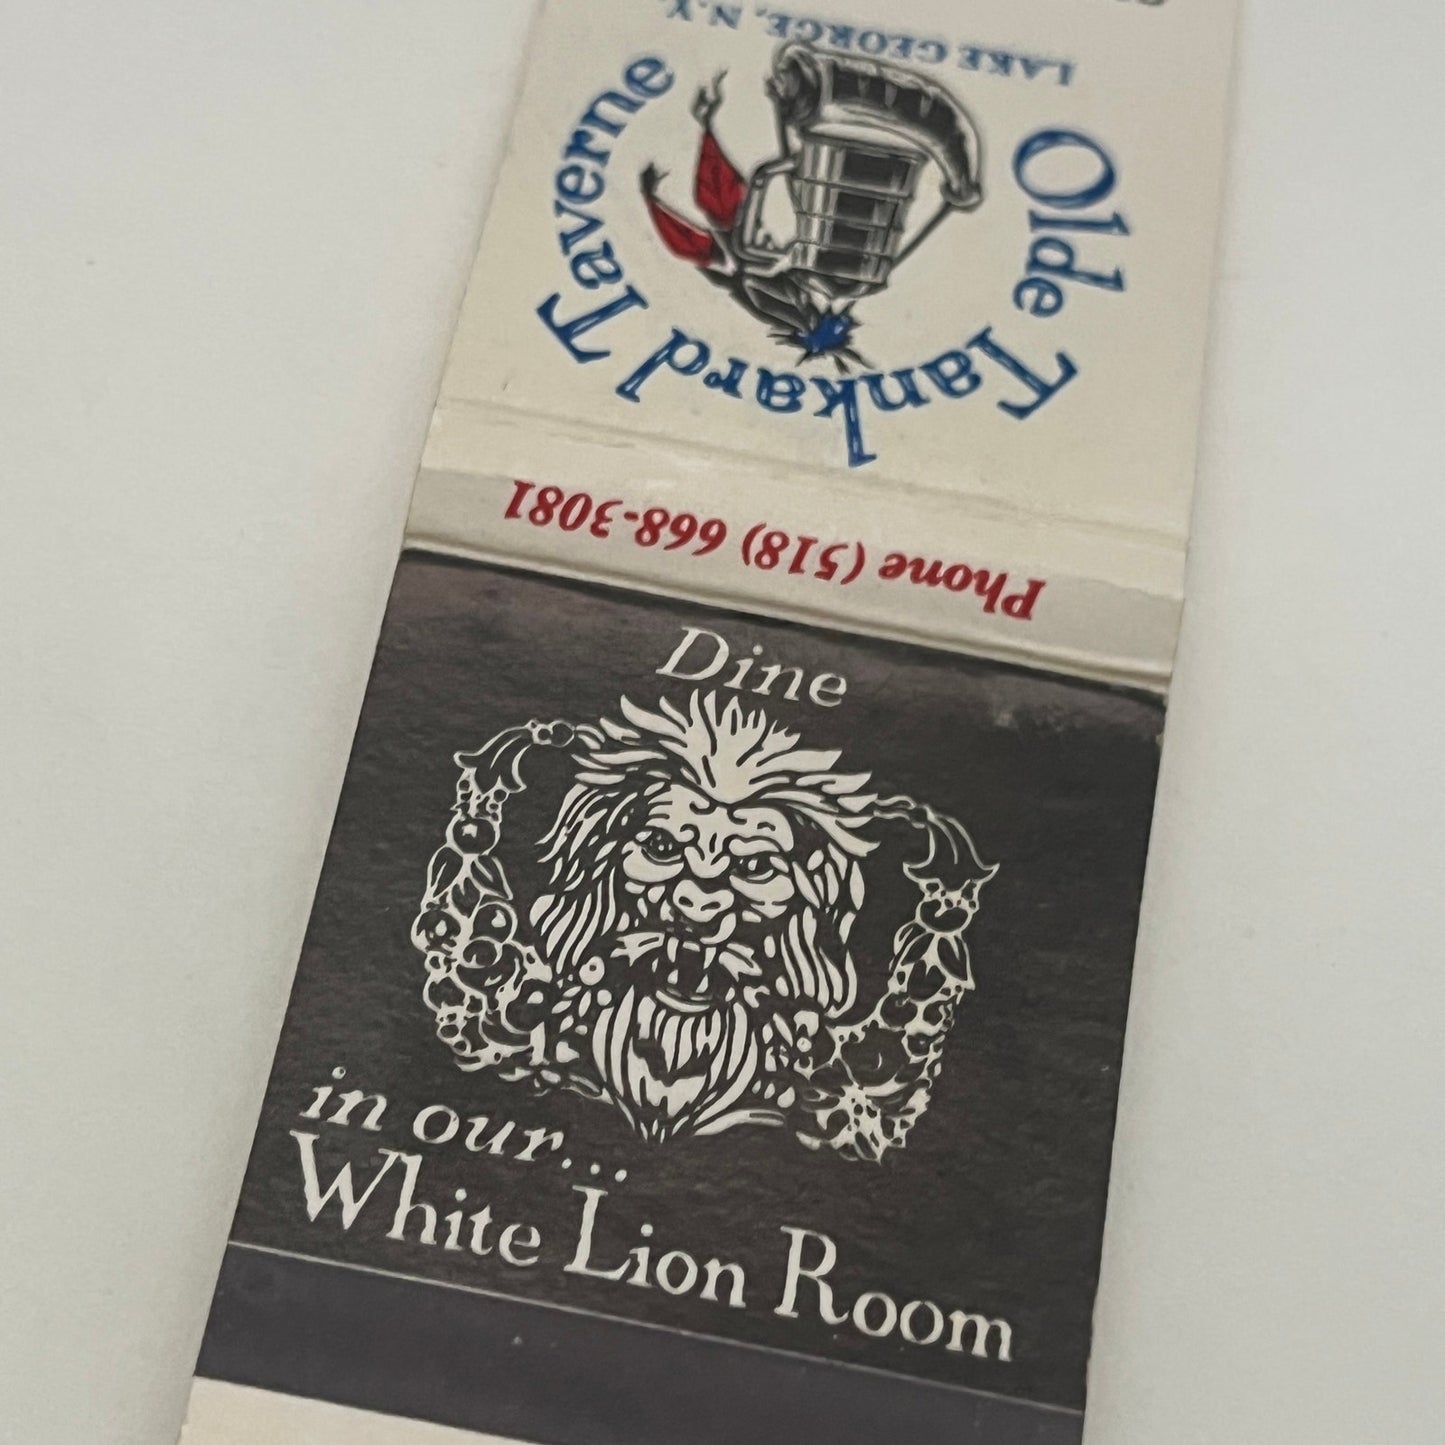 Olde Tankard Taverne
LAKE GEORGE, N.Y.
Phone (518) 668-3081
Dine
in our...
White Lion Room